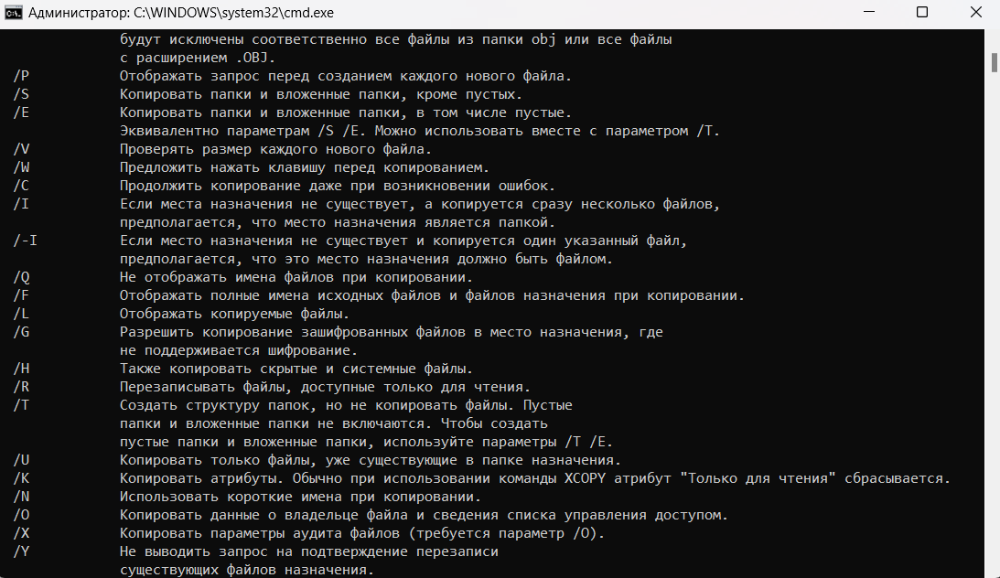 Администратор: C:\WINDOWS\system32\cmd.exe
будут исключены соответственно все файлы из папки obj или все файлы
с расширением .OBJ.
/P Отображать запрос перед созданием каждого нового файла.
/S Копировать папки и вложенные папки, кроме пустых.
/E Копировать папки и вложенные папки, в том числе пустые.
Эквивалентно параметрам /S /E. Можно использовать вместе с параметром /T.
/V Проверять размер каждого нового файла.
/W Предложить нажать клавишу перед копированием.
/C Продолжить копирование даже при возникновении ошибок.
/I Если места назначения не существует, а копируется сразу несколько файлов,
предполагается, что место назначения является папкой.
/-I Если место назначения не существует и копируется один указанный файл,
предполагается, что это место назначения должно быть файлом.
/Q Не отображать имена файлов при копировании.
/F Отображать полные имена исходных файлов и файлов назначения при копировании.
/L Отображать копируемые файлы.
/G Разрешить копирование зашифрованных файлов в место назначения, где
не поддерживается шифрование.
/H Также копировать скрытые и системные файлы.
/R Перезаписывать файлы, доступные только для чтения.
/T Создать структуру папок, но не копировать файлы. Пустые
папки и вложенные папки не включаются. Чтобы создать
пустые папки и вложенные папки, используйте параметры /T /E.
/U Копировать только файлы, уже существующие в папке назначения.
/K Копировать атрибуты. Обычно при использовании команды XCOPY атрибут "Только для чтения" сбрасывается.
/N Использовать короткие имена при копировании.
/O Копировать данные о владельце файла и сведения списка управления доступом.
/X Копировать параметры аудита файлов (требуется параметр /O).
/Y Не выводить запрос на подтверждение перезаписи
существующих файлов назначения.